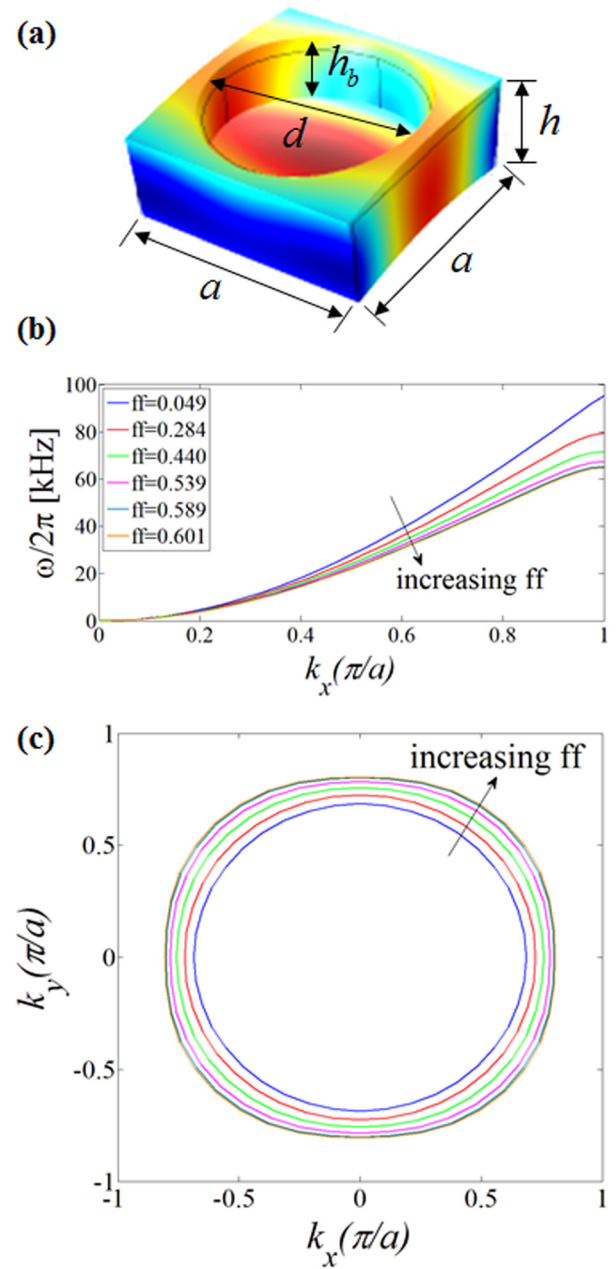 (a)
h_b
d
h
a
a
(b)
ω/2π [kHz]
100
80
60
40
20
0
ff=0.049
ff=0.284
ff=0.440
ff=0.539
ff=0.589
ff=0.601
increasing ff
0
0.2
0.4
0.6
0.8
1
k_x(π/a)
(c)
k_y(π/a)
1
0.5
0
-0.5
-1
increasing ff
-1
-0.5
0
0.5
1
k_x(π/a)